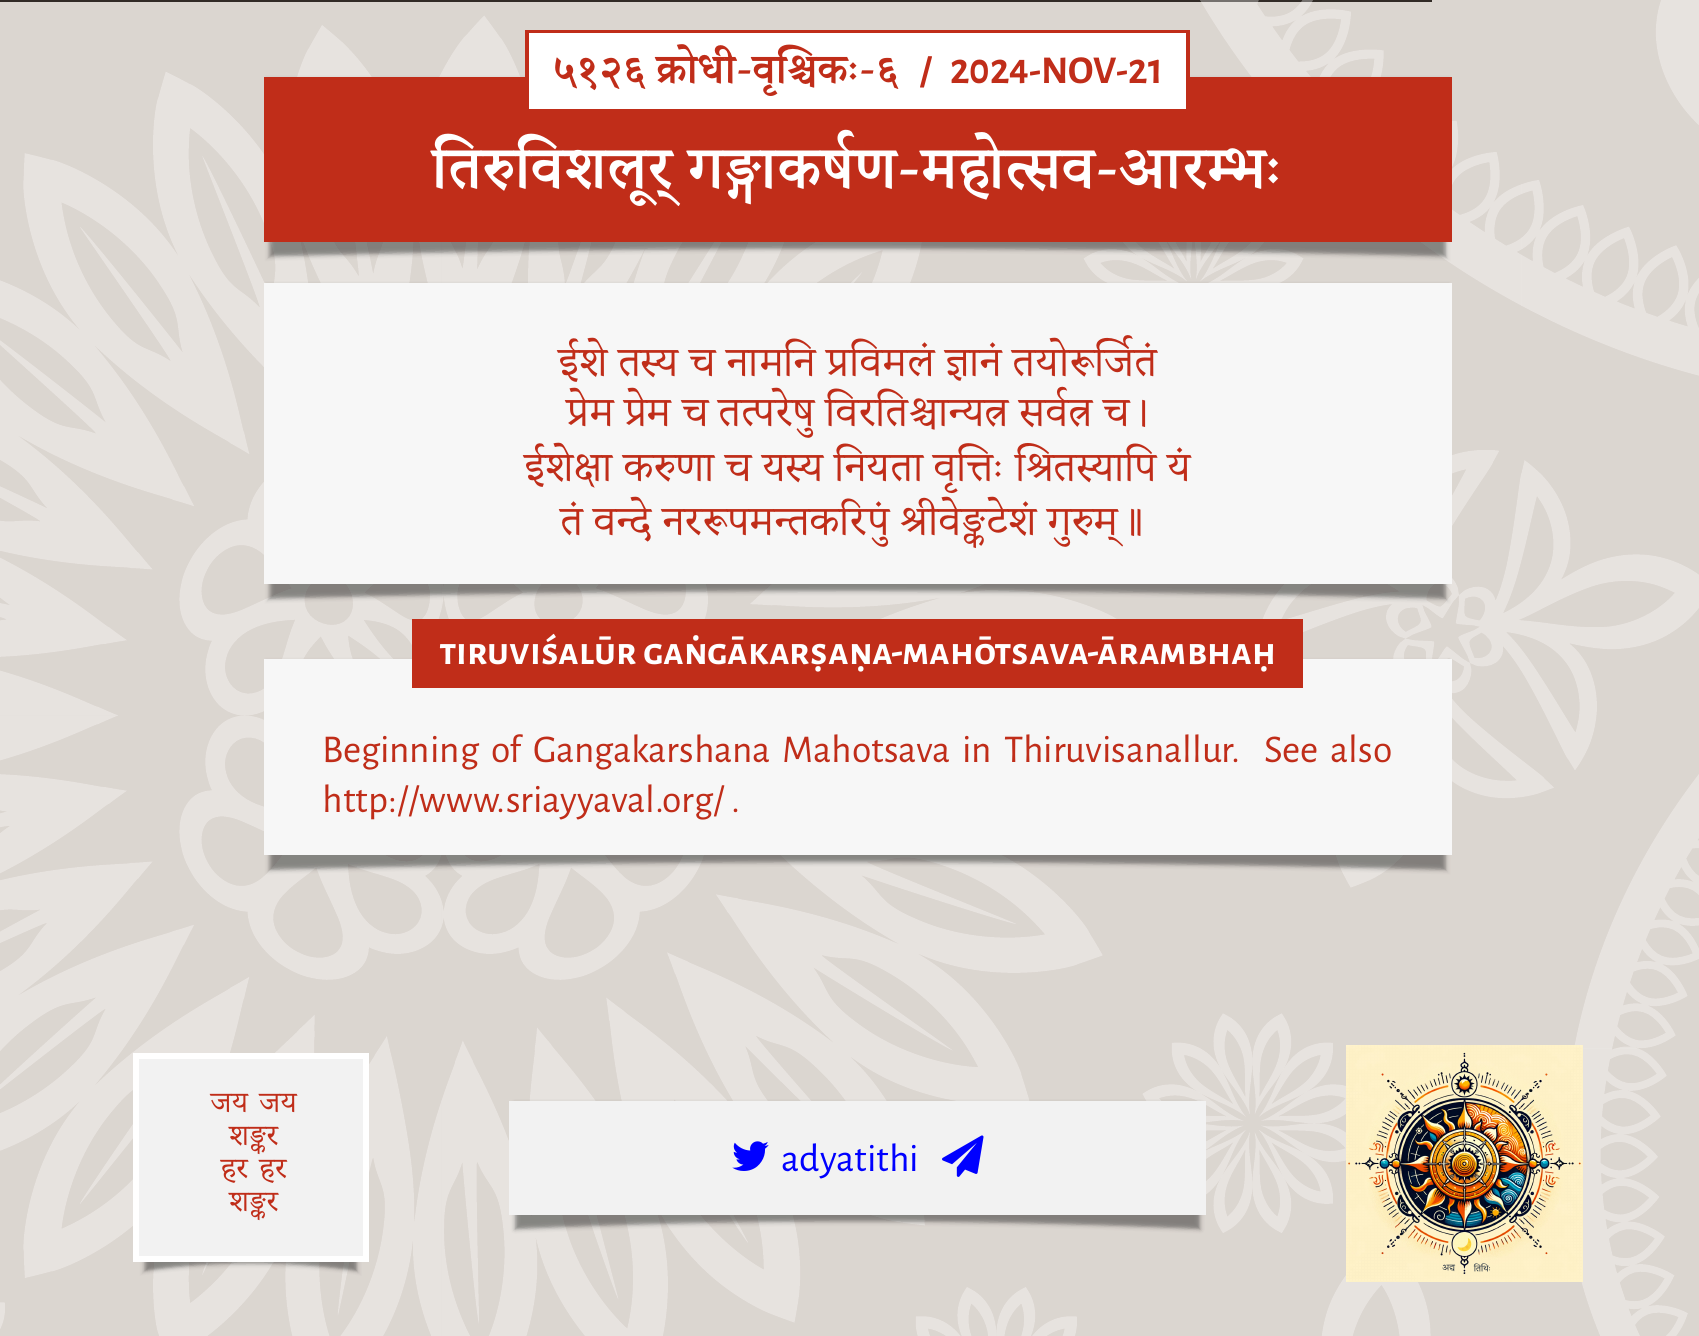 ५१२६ क्रोधी-वृश्चिकः-६ / 2024-NOV-21
तिरुविशलूर् गङ्गाकर्षण-महोत्सव-आरम्भः
ईशे तस्य च नामनि प्रविमलं ज्ञानं तयोरूर्जितं
प्रेम प्रेम च तत्परेषु विरतिश्चान्यत्र सर्वत्र च।
ईशेक्षा करुणा च यस्य नियता वृत्तिः श्रितस्यापि यं
तं वन्दे नररूपमन्तकरिपुं श्रीवेङ्कटेशं गुरुम्॥
TIRUVIŚALŪR GAṄGĀKARṢAṆA-MAHŌTSAVA-ĀRAMBHAḤ
Beginning of Gangakarshana Mahotsava in Thiruvisanallur. See also
http://www.sriayyaval.org/ .
जय जय
शङ्कर
हर हर
शङ्कर
adyatithi
अद्य तिथिः